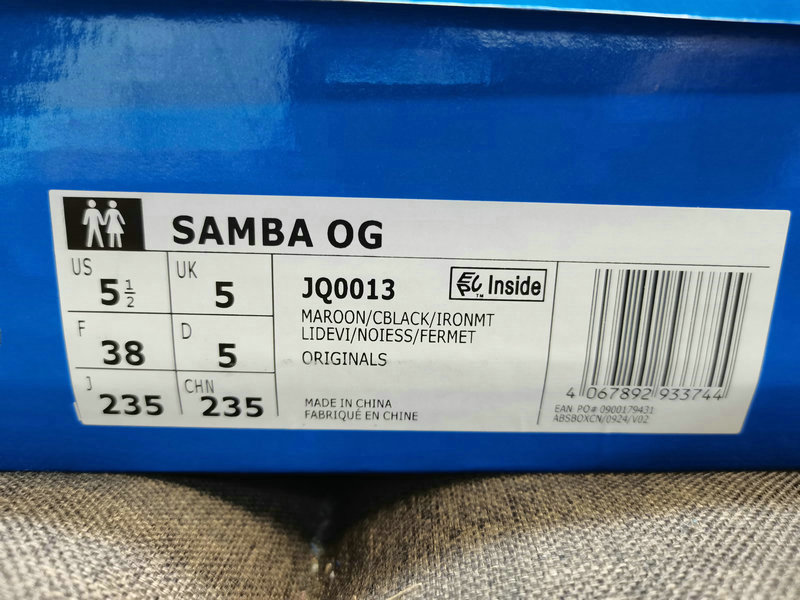 SAMBA OG
US 5 1/2
UK 5
F 38
D 5
J 235
CHN 235
JQ0013
Inside
TM
MAROON/CBLACK/IRONMT
LIDEVI/NOIESS/FERMET
ORIGINALS
MADE IN CHINA
FABRIQUÉ EN CHINE
4 067892 933744
EAN PO# 0900179431
ABSBOXCN/0924/V02